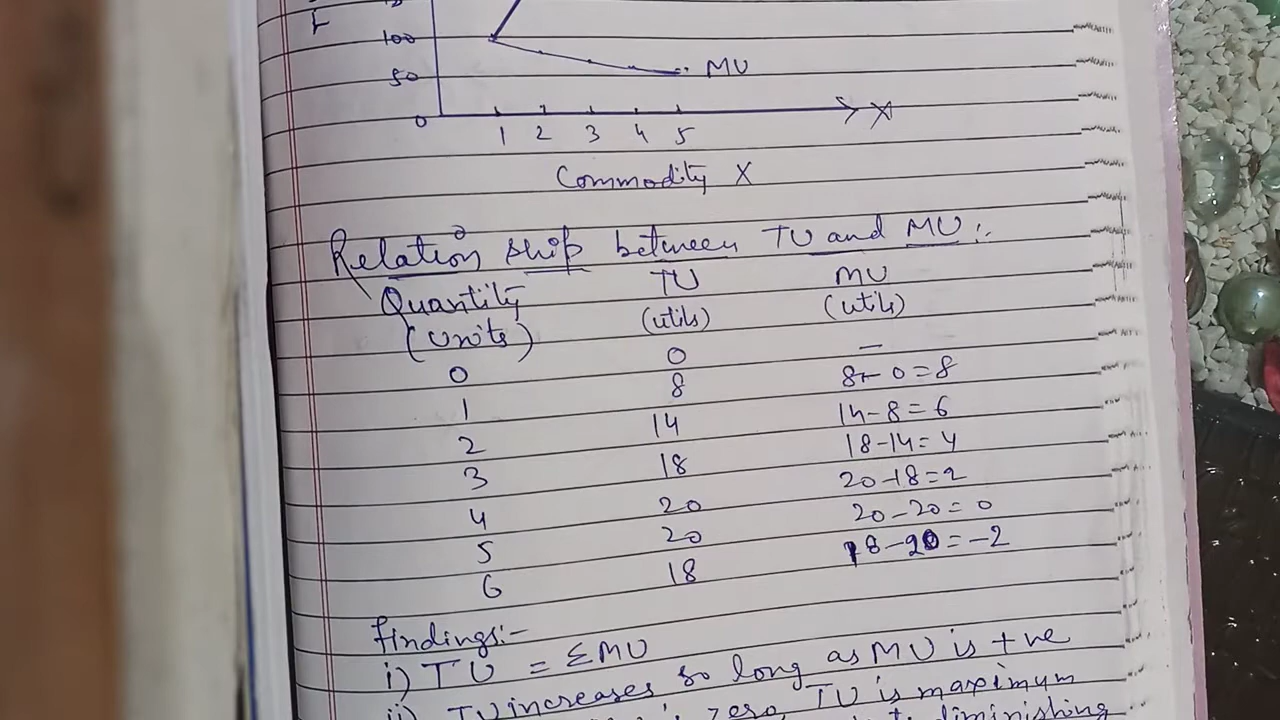 100
50
MU
0
X
1 2 3 4 5
Commodity X
Relation ship between TU and MU :-
Quantity TU MU
(Units) (utils) (utils)
0 0 —
1 8 8-0=8
2 14 14-8=6
3 18 18-14=4
4 20 20-18=2
5 20 20-20=0
6 18 18-20=-2
findings:-
i) TU = ΣMU
ii) TU increases so long as MU is +ve
zero, TU is maximum
diminishing